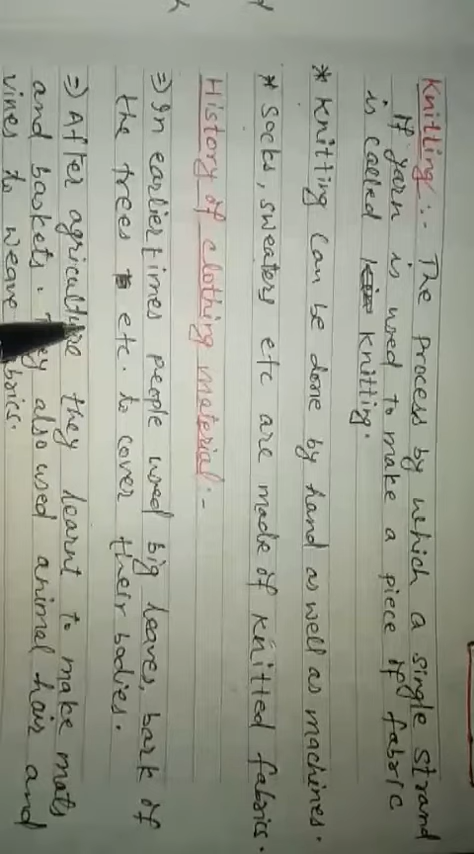 Knitting:- The process by which a single strand
If yarn is used to make a piece of fabric
is called knitting.
* Knitting can be done by hand as well as machines.
* Socks, sweaters etc are made of knitted fabrics.
History of clothing material:-
⇒ In earlier times people used big leaves, bark of
the trees etc. to cover their bodies.
⇒ After agriculture they learnt to make mats
and baskets. They also used animal hair and
vines to weave